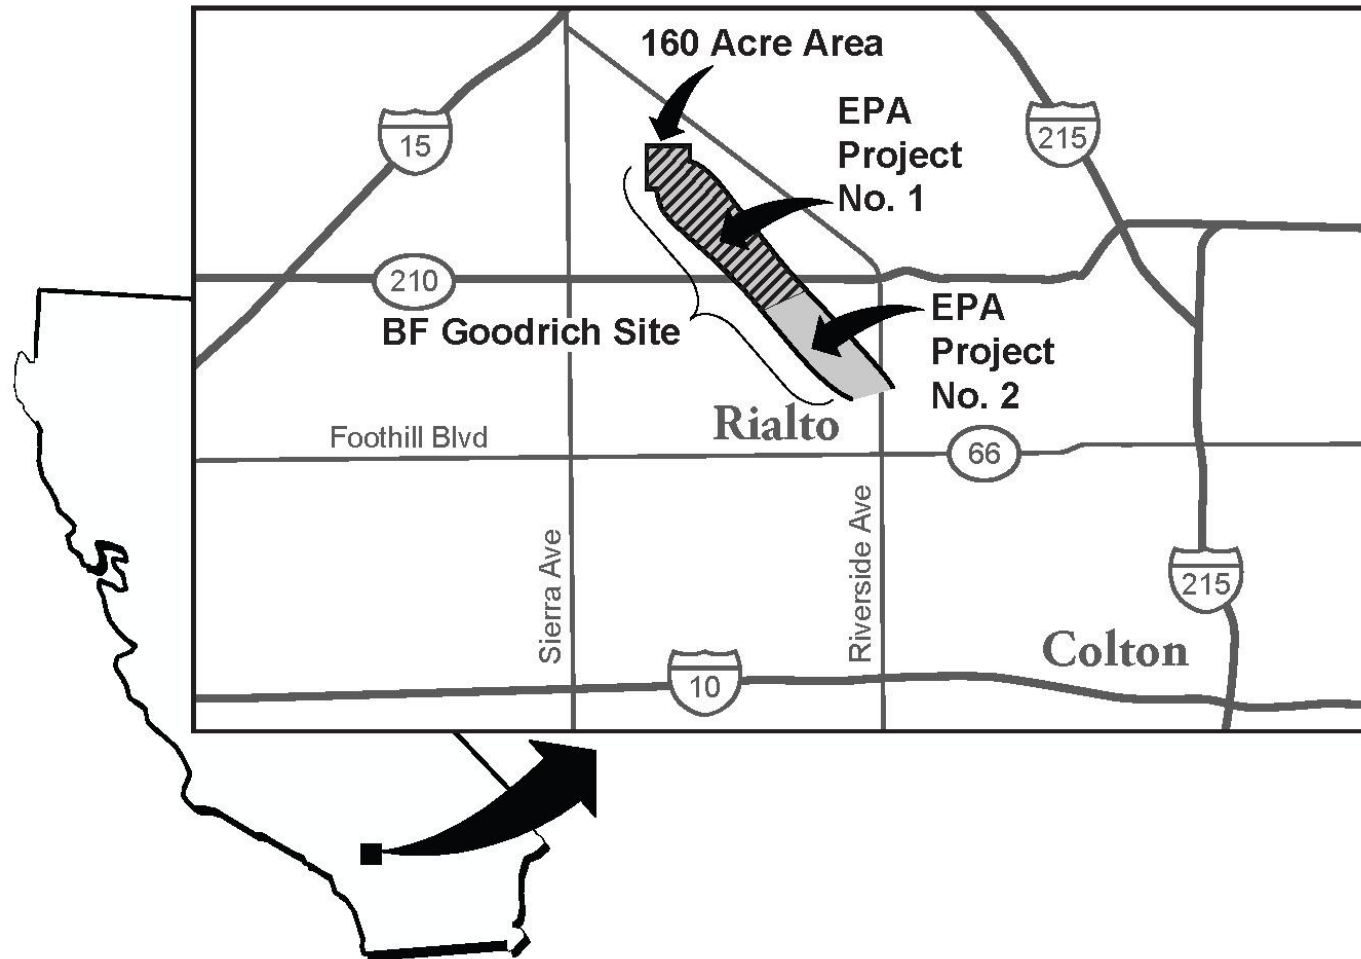 160 Acre Area
EPA
Project
No. 1
15
215
210
BF Goodrich Site
EPA
Project
No. 2
Rialto
Foothill Blvd
66
Sierra Ave
Riverside Ave
215
Colton
10